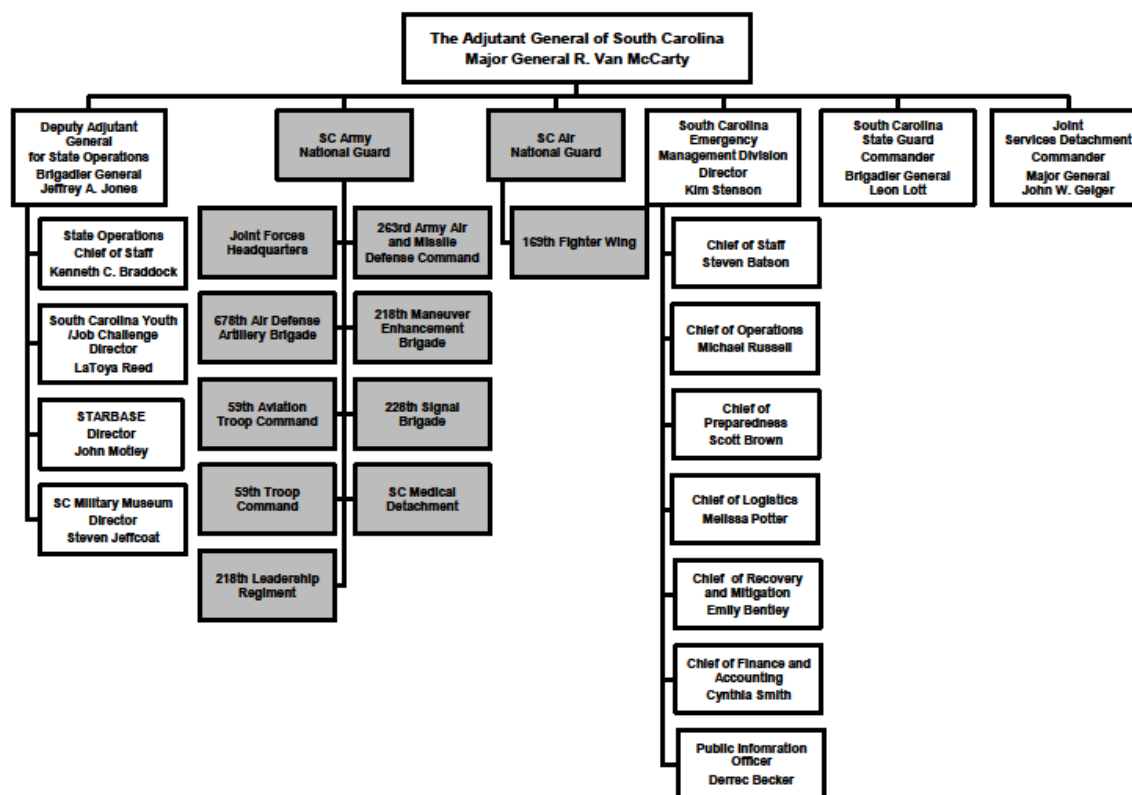 The Adjutant General of South Carolina
Major General R. Van McCarty
Deputy Adjutant
General
for State Operations
Brigadier General
Jeffrey A. Jones
SC Army
National Guard
SC Air
National Guard
South Carolina
Emergency
Management Division
Director
Kim Stenson
South Carolina
State Guard
Commander
Brigadier General
Leon Lott
Joint
Services Detachment
Commander
Major General
John W. Geiger
State Operations
Chief of Staff
Kenneth C. Braddock
South Carolina Youth
/Job Challenge
Director
LaToya Reed
STARBASE
Director
John Motley
SC Military Museum
Director
Steven Jeffcoat
Joint Forces
Headquarters
263rd Army Air
and Missile
Defense Command
678th Air Defense
Artillery Brigade
218th Maneuver
Enhancement
Brigade
59th Aviation
Troop Command
228th Signal
Brigade
59th Troop
Command
SC Medical
Detachment
218th Leadership
Regiment
169th Fighter Wing
Chief of Staff
Steven Batson
Chief of Operations
Michael Russell
Chief of
Preparedness
Scott Brown
Chief of Logistics
Melissa Potter
Chief of Recovery
and Mitigation
Emily Bentley
Chief of Finance and
Accounting
Cynthia Smith
Public Infomration
Officer
Derrec Becker